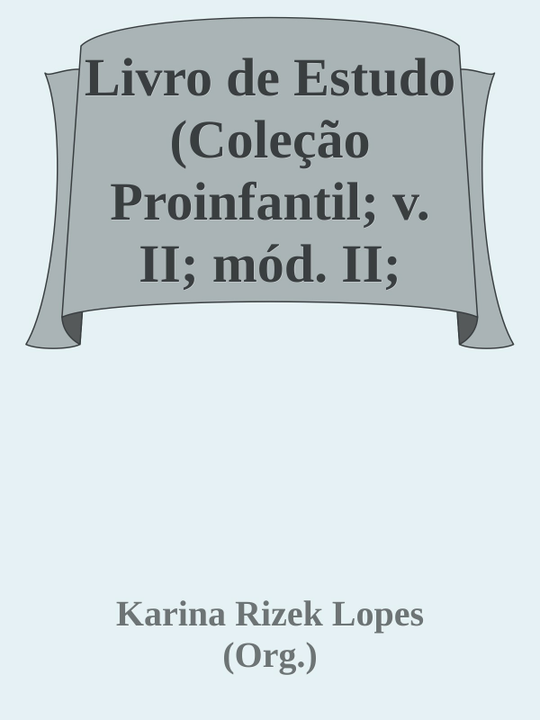 Livro de Estudo
(Coleção
Proinfantil; v.
II; mód. II;
Karina Rizek Lopes
(Org.)